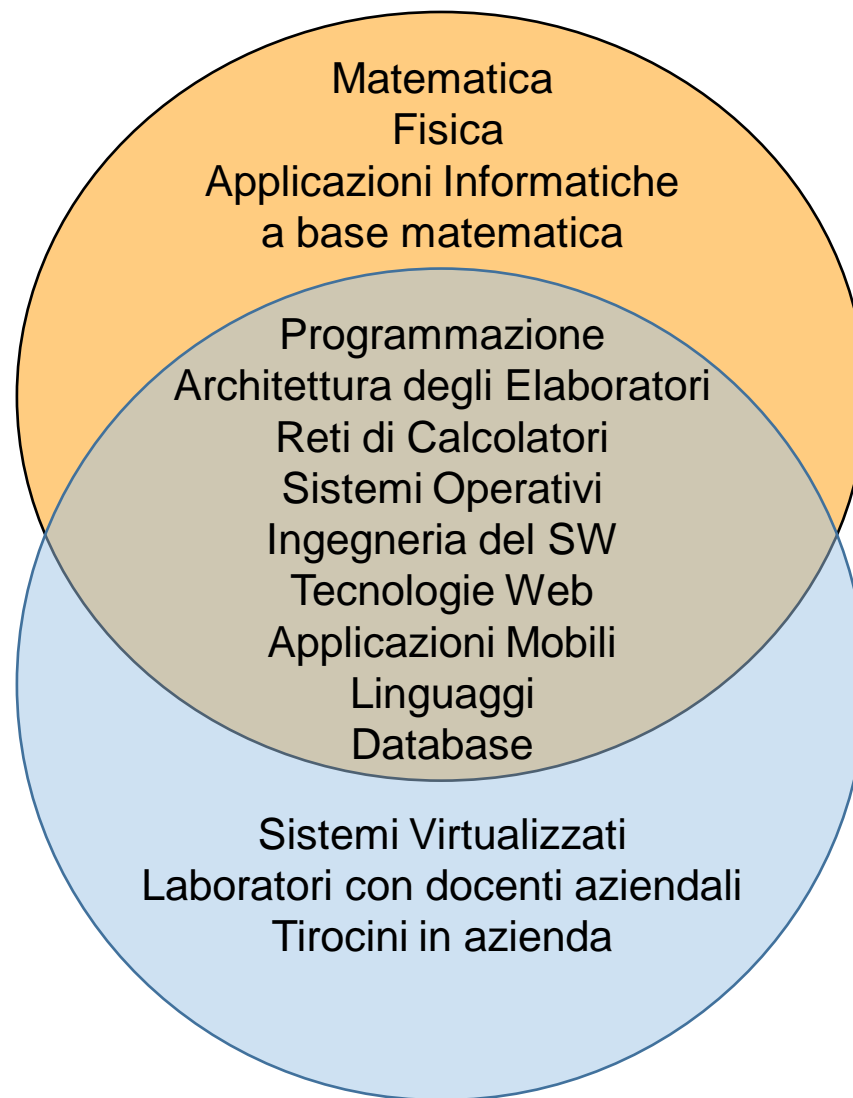 Matematica
Fisica
Applicazioni Informatiche
a base matematica
Programmazione
Architettura degli Elaboratori
Reti di Calcolatori
Sistemi Operativi
Ingegneria del SW
Tecnologie Web
Applicazioni Mobili
Linguaggi
Database
Sistemi Virtualizzati
Laboratori con docenti aziendali
Tirocini in azienda